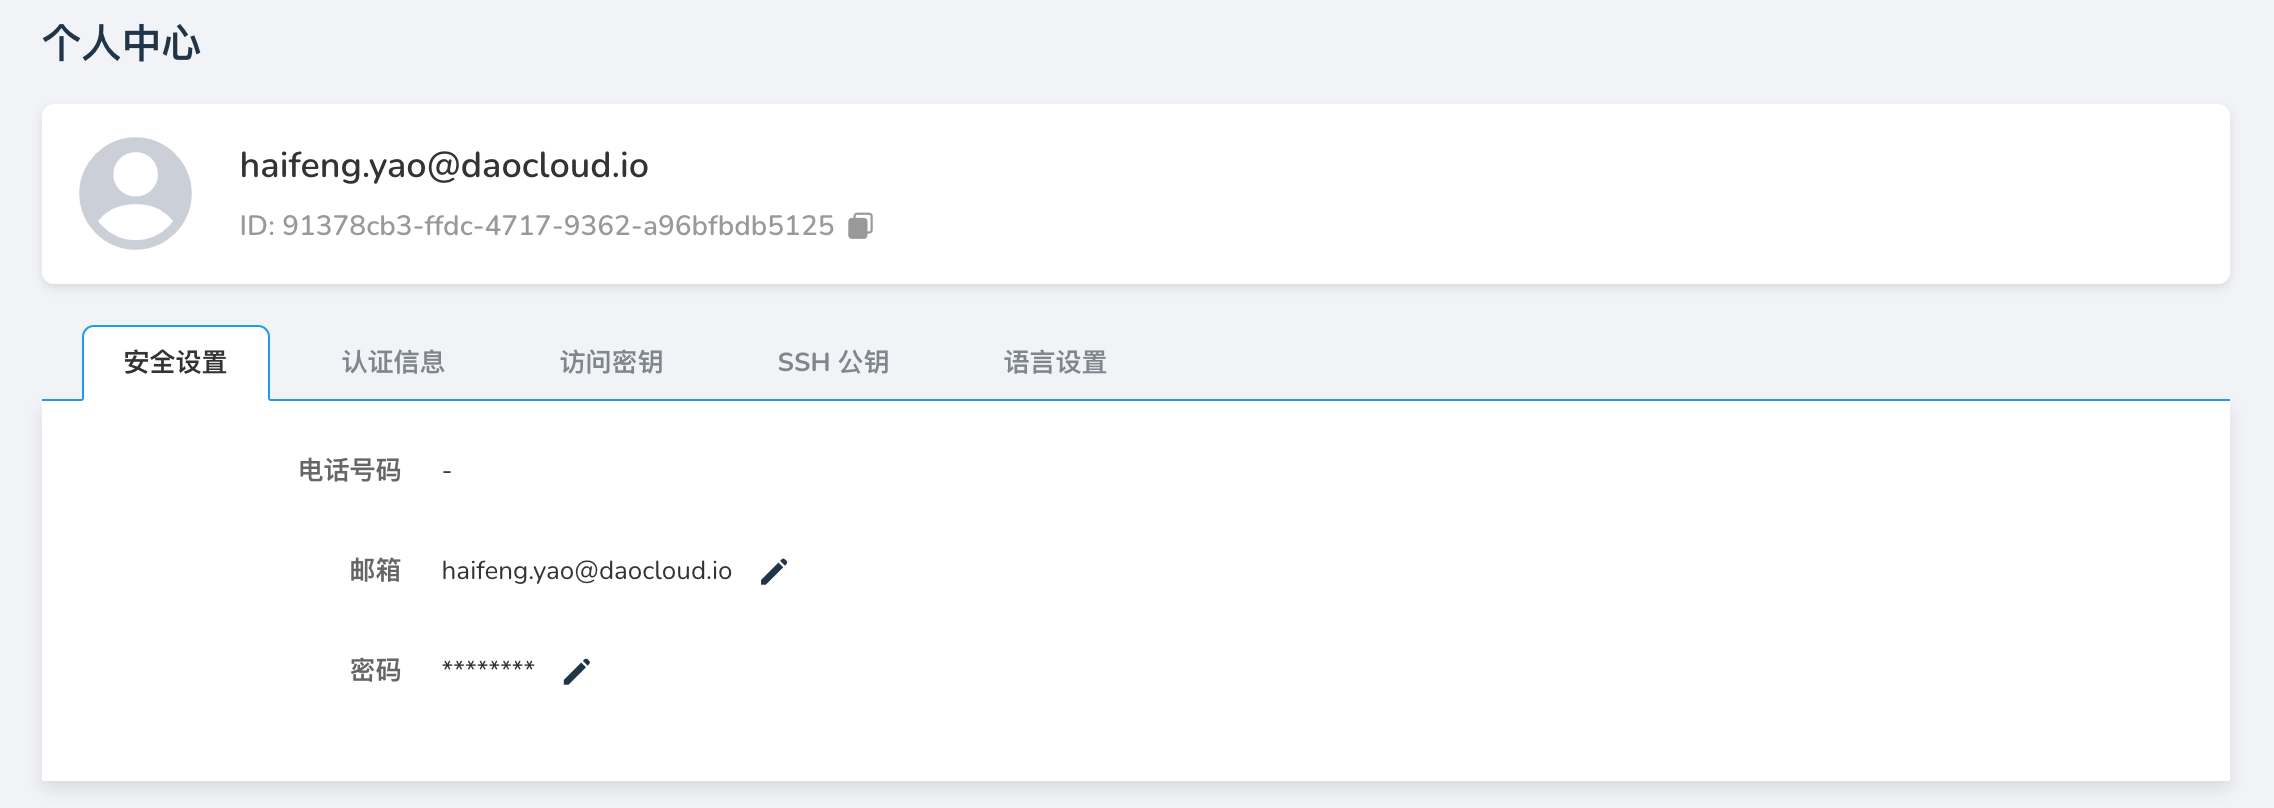 个人中心
haifeng.yao@daocloud.io
ID: 91378cb3-ffdc-4717-9362-a96bfbdb5125
安全设置 认证信息 访问密钥 SSH 公钥 语言设置
电话号码 -
邮箱 haifeng.yao@daocloud.io
密码 ********